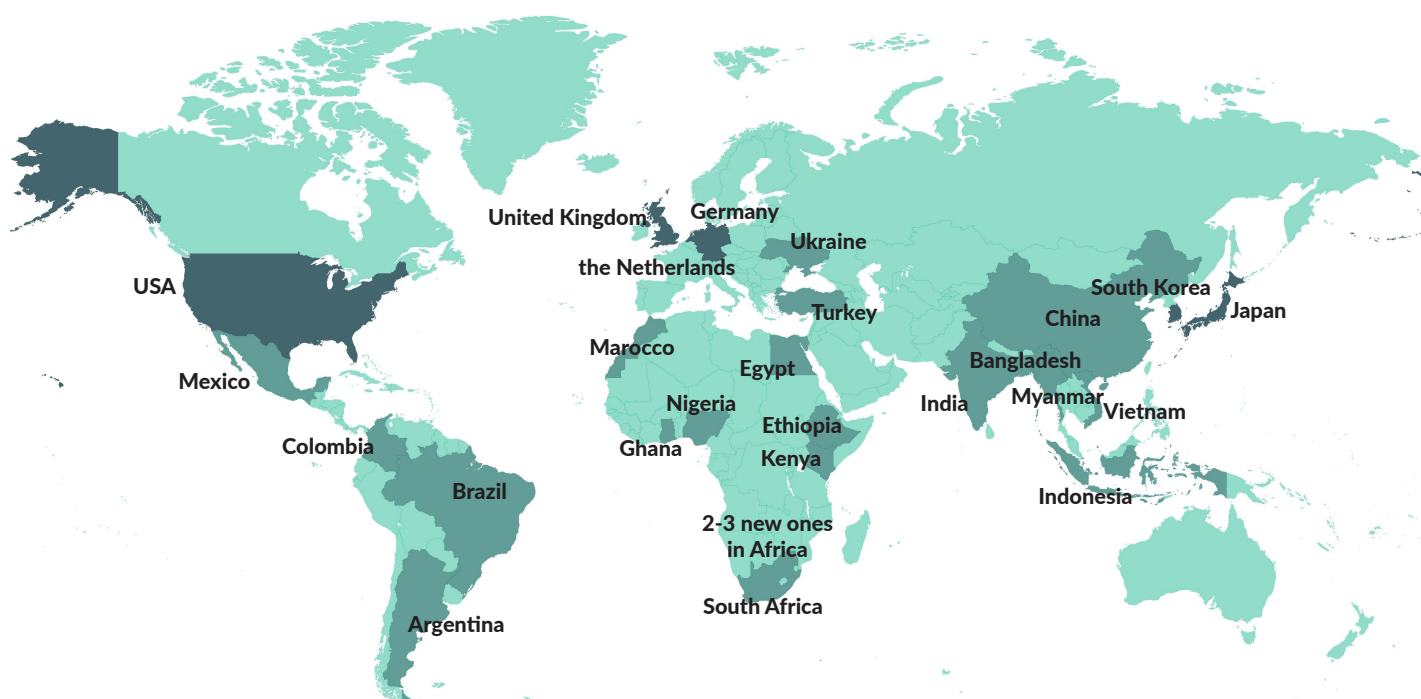 United Kingdom
Germany
Ukraine
the Netherlands
USA
South Korea
Turkey
China
Japan
Marocco
Egypt
Bangladesh
Mexico
Nigeria
India
Myanmar
Vietnam
Colombia
Ghana
Ethiopia
Kenya
Brazil
Indonesia
2-3 new ones
in Africa
South Africa
Argentina